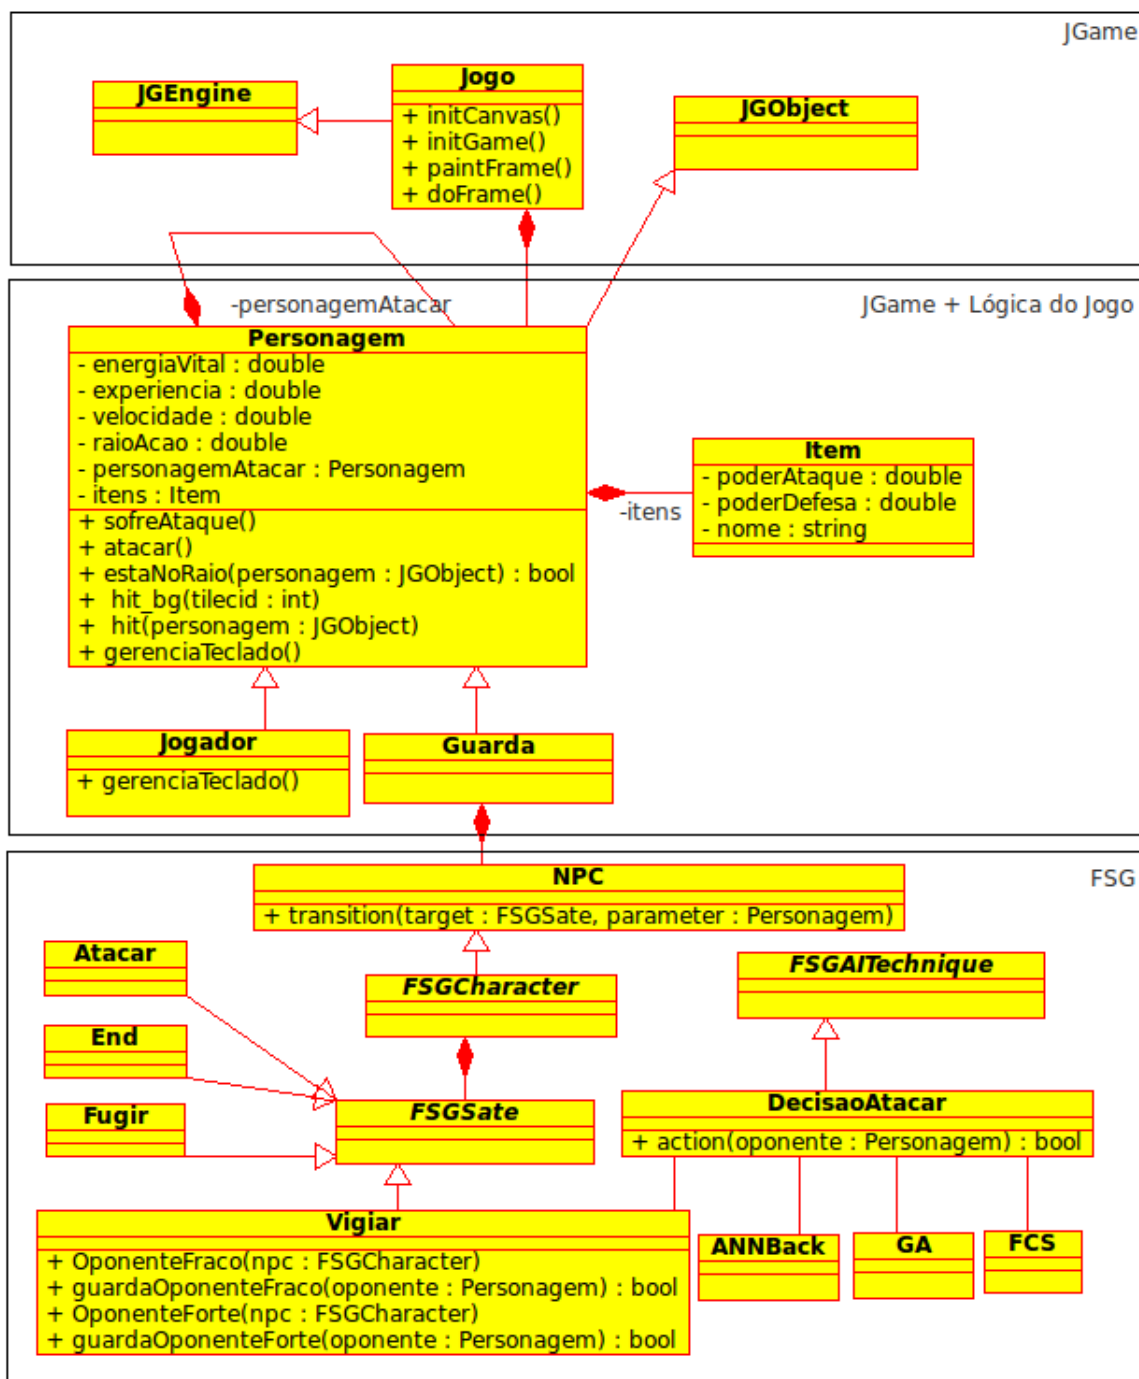 JGame
JGEngine
Jogo
+ initCanvas()
+ initGame()
+ paintFrame()
+ doFrame()
JGObject
JGame + Lógica do Jogo
-personagemAtacar
Personagem
- energiaVital : double
- experiencia : double
- velocidade : double
- raioAcao : double
- personagemAtacar : Personagem
- itens : Item
+ sofreAtaque()
+ atacar()
+ estaNoRaio(personagem : JGObject) : bool
+ hit_bg(tilecid : int)
+ hit(personagem : JGObject)
+ gerenciaTeclado()
-itens
Item
- poderAtaque : double
- poderDefesa : double
- nome : string
Jogador
+ gerenciaTeclado()
Guarda
FSG
NPC
+ transition(target : FSGSate, parameter : Personagem)
Atacar
End
Fugir
FSGCharacter
FSGSate
FSGAITechnique
DecisaoAtacar
+ action(oponente : Personagem) : bool
Vigiar
+ OponenteFraco(npc : FSGCharacter)
+ guardaOponenteFraco(oponente : Personagem) : bool
+ OponenteForte(npc : FSGCharacter)
+ guardaOponenteForte(oponente : Personagem) : bool
ANNBack
GA
FCS